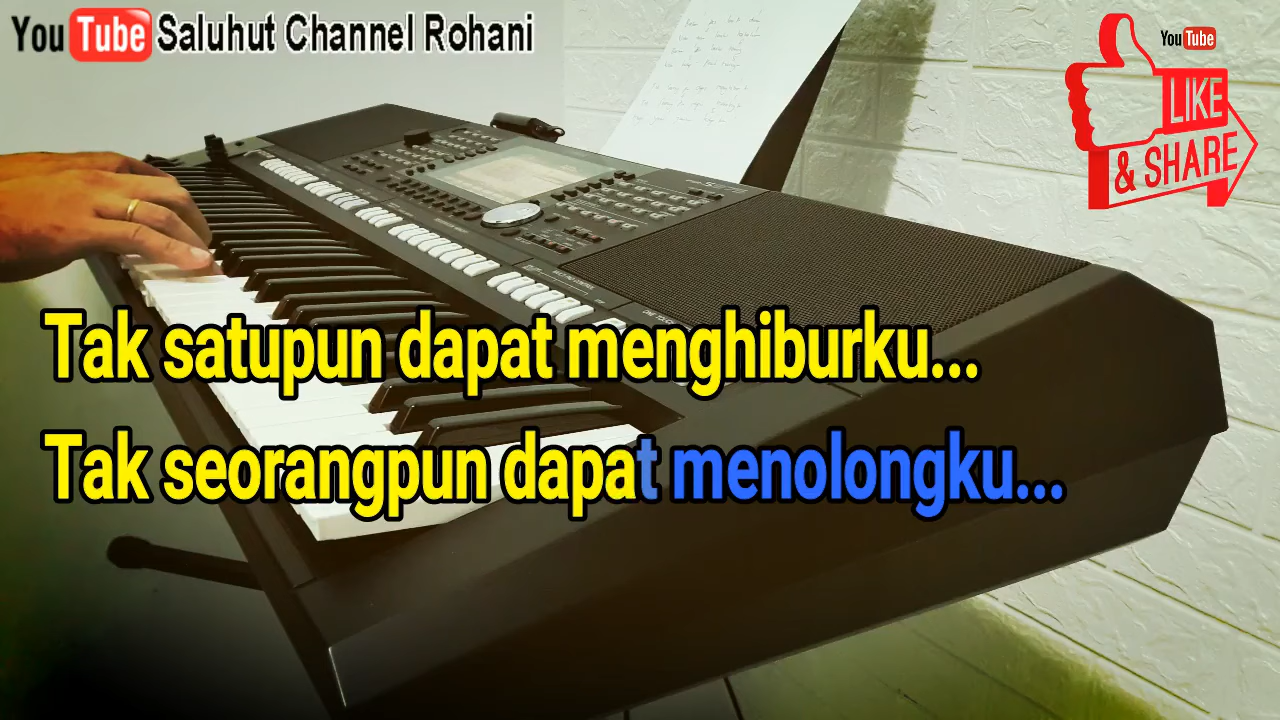 YouTube Saluhut Channel Rohani
YouTube
LIKE
& SHARE
Tak satupun dapat menghiburku...
Tak seorangpun dapat menolongku...